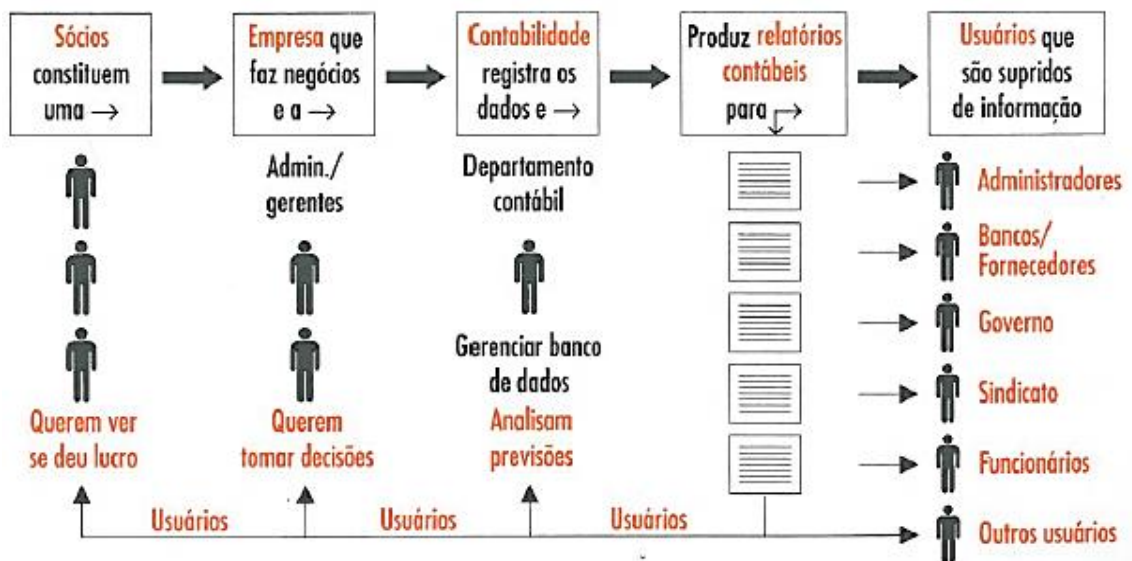 Sócios
constituem
uma →
Empresa que
faz negócios
e a →
Contabilidade
registra os
dados e →
Produz relatórios
contábeis
para
Usuários que
são supridos
de informação
Admin./
gerentes
Departamento
contábil
Gerenciar banco
de dados
Querem ver
se deu lucro
Querem
tomar decisões
Analisam
previsões
Administradores
Bancos/
Fornecedores
Governo
Sindicato
Funcionários
Outros usuários
Usuários
Usuários
Usuários